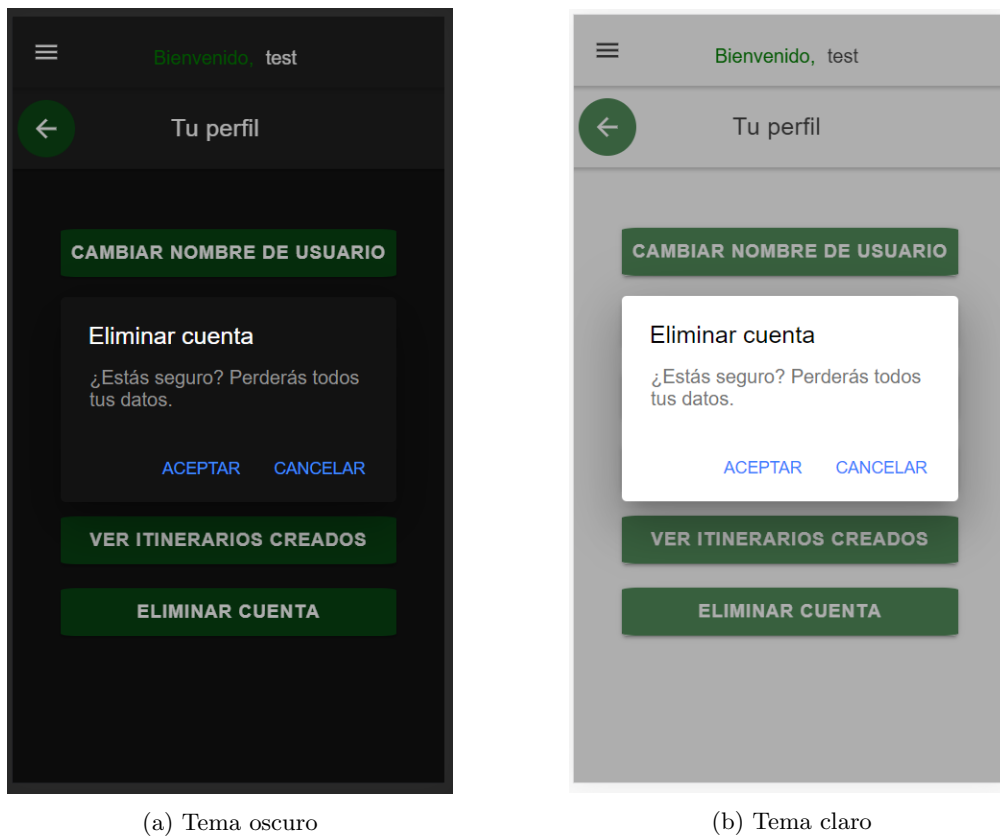 Bienvenido, test
Tu perfil
CAMBIAR NOMBRE DE USUARIO
Eliminar cuenta
¿Estás seguro? Perderás todos
tus datos.
ACEPTAR CANCELAR
VER ITINERARIOS CREADOS
ELIMINAR CUENTA
(a) Tema oscuro
Bienvenido, test
Tu perfil
CAMBIAR NOMBRE DE USUARIO
Eliminar cuenta
¿Estás seguro? Perderás todos
tus datos.
ACEPTAR CANCELAR
VER ITINERARIOS CREADOS
ELIMINAR CUENTA
(b) Tema claro